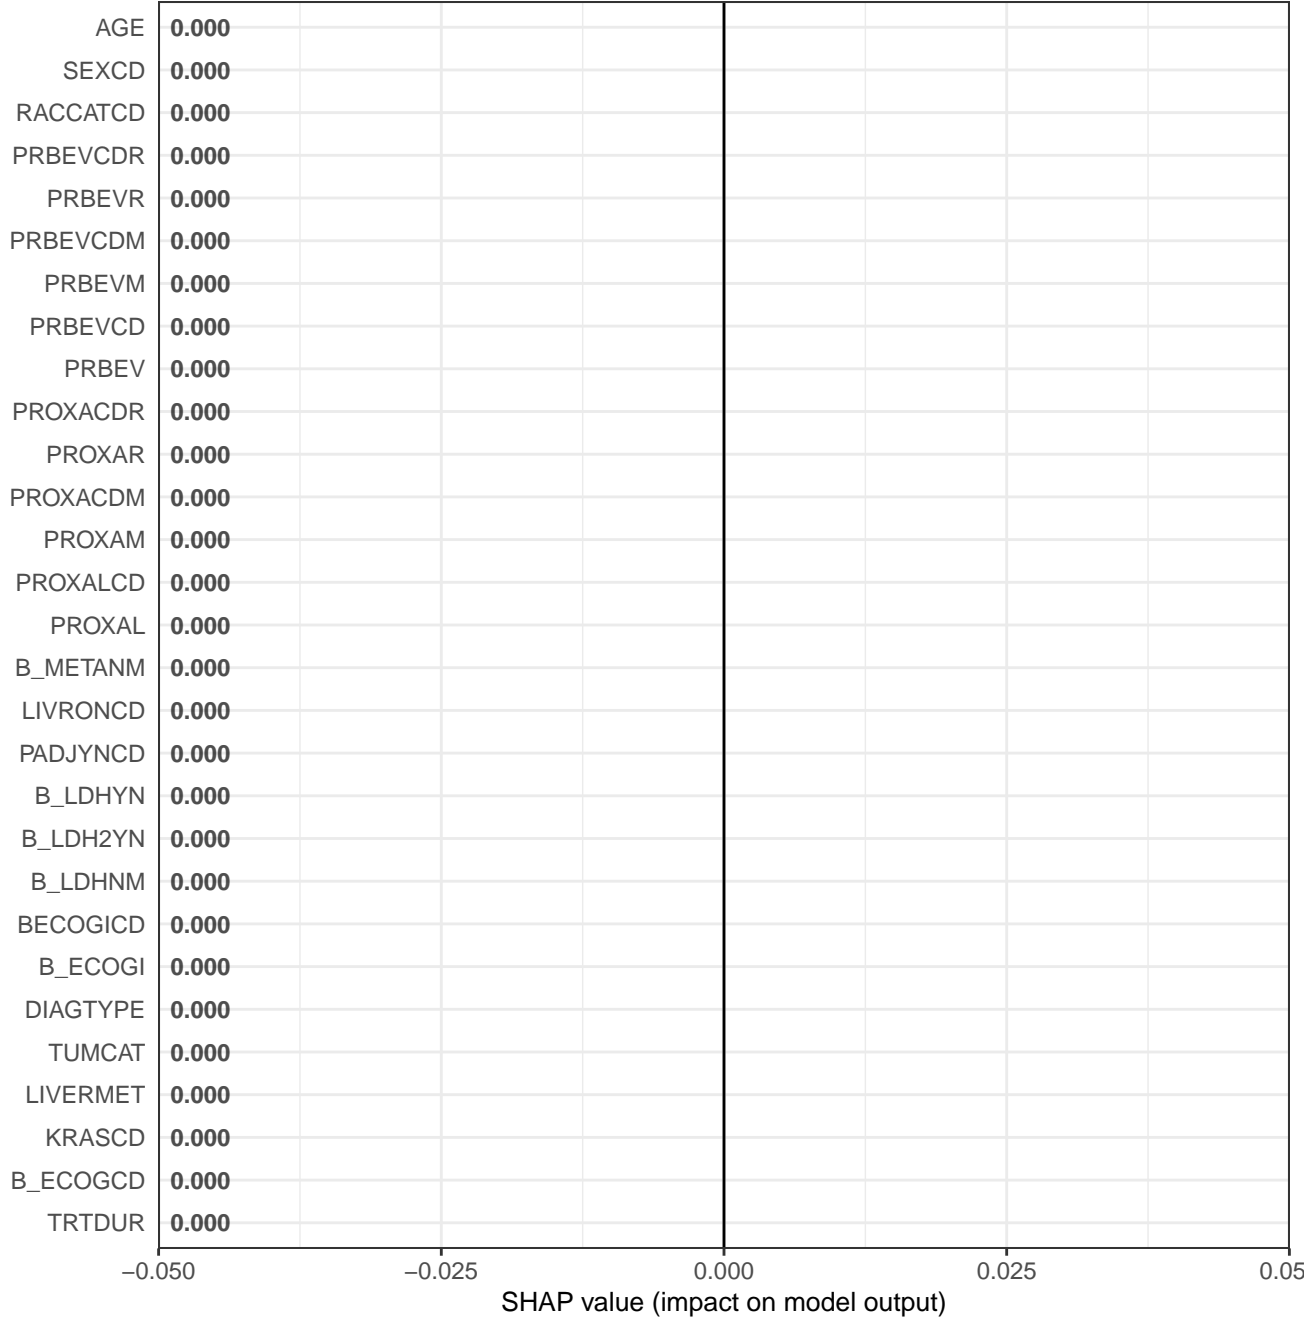 AGE 0.000
SEXCD 0.000
RACCATCD 0.000
PRBEVCDR 0.000
PRBEVR 0.000
PRBEVCDM 0.000
PRBEVM 0.000
PRBEVCD 0.000
PRBEV 0.000
PROXACDR 0.000
PROXAR 0.000
PROXACDM 0.000
PROXAM 0.000
PROXALCD 0.000
PROXAL 0.000
B_METANM 0.000
LIVRONCD 0.000
PADJYNCD 0.000
B_LDHYN 0.000
B_LDH2YN 0.000
B_LDHNM 0.000
BECOGICD 0.000
B_ECOGI 0.000
DIAGTYPE 0.000
TUMCAT 0.000
LIVERMET 0.000
KRASCD 0.000
B_ECOGCD 0.000
TRTDUR 0.000
−0.050 −0.025 0.000 0.025 0.05
SHAP value (impact on model output)